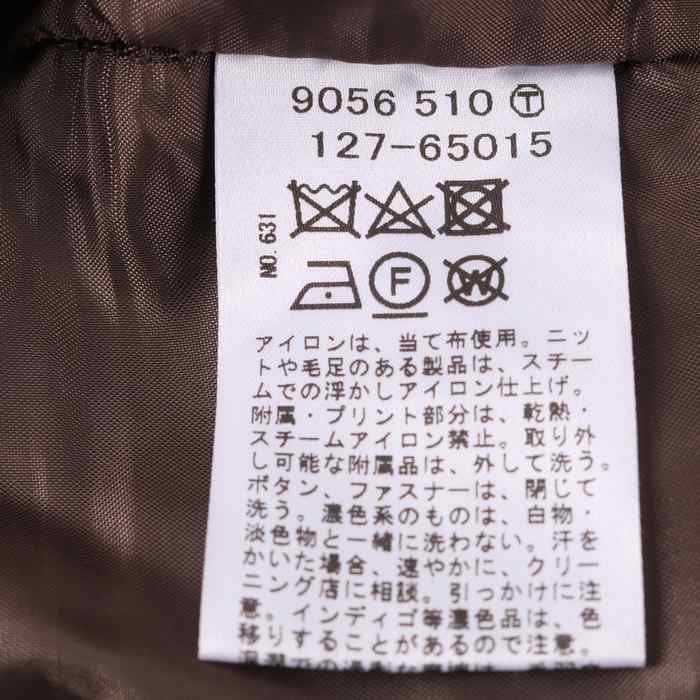 9056 510 Ⓣ
127-65015
NO.631
F
W
アイロンは、当て布使用。ニッ
トや毛足のある製品は、スチー
ムでの浮かしアイロン仕上げ。
附属・プリント部分は、乾熱・
スチームアイロン禁止。取り外
し可能な附属品は、外して洗う。
ボタン、ファスナーは、閉じて
洗う。濃色系のものは、白物・
淡色物と一緒に洗わない。汗を
かいた場合、速やかに、クリー
ニング店に相談。引っかけに注
意。インディゴ等濃色品は、色
移りすることがあるので注意。